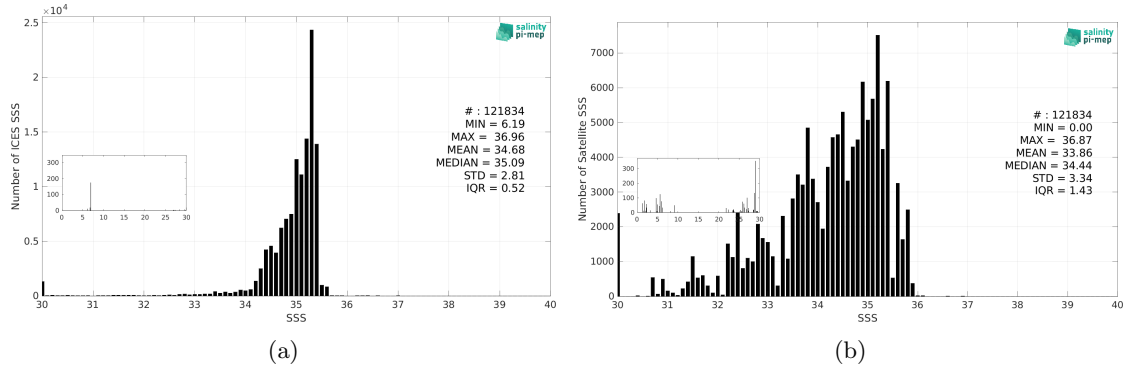 2.5 ×10⁴
2
1.5
1
0.5
0
Number of ICES SSS
30 31 32 33 34 35 36 37 38 39 40
SSS
300
200
100
0
0 5 10 15 20 25 30
salinity
pi-mep
# : 121834
MIN = 6.19
MAX = 36.96
MEAN = 34.68
MEDIAN = 35.09
STD = 2.81
IQR = 0.52
(a)
7000
6000
5000
4000
3000
2000
1000
0
Number of Satellite SSS
30 31 32 33 34 35 36 37 38 39 40
SSS
300
200
100
0
0 5 10 15 20 25 30
salinity
pi-mep
# : 121834
MIN = 0.00
MAX = 36.87
MEAN = 33.86
MEDIAN = 34.44
STD = 3.34
IQR = 1.43
(b)